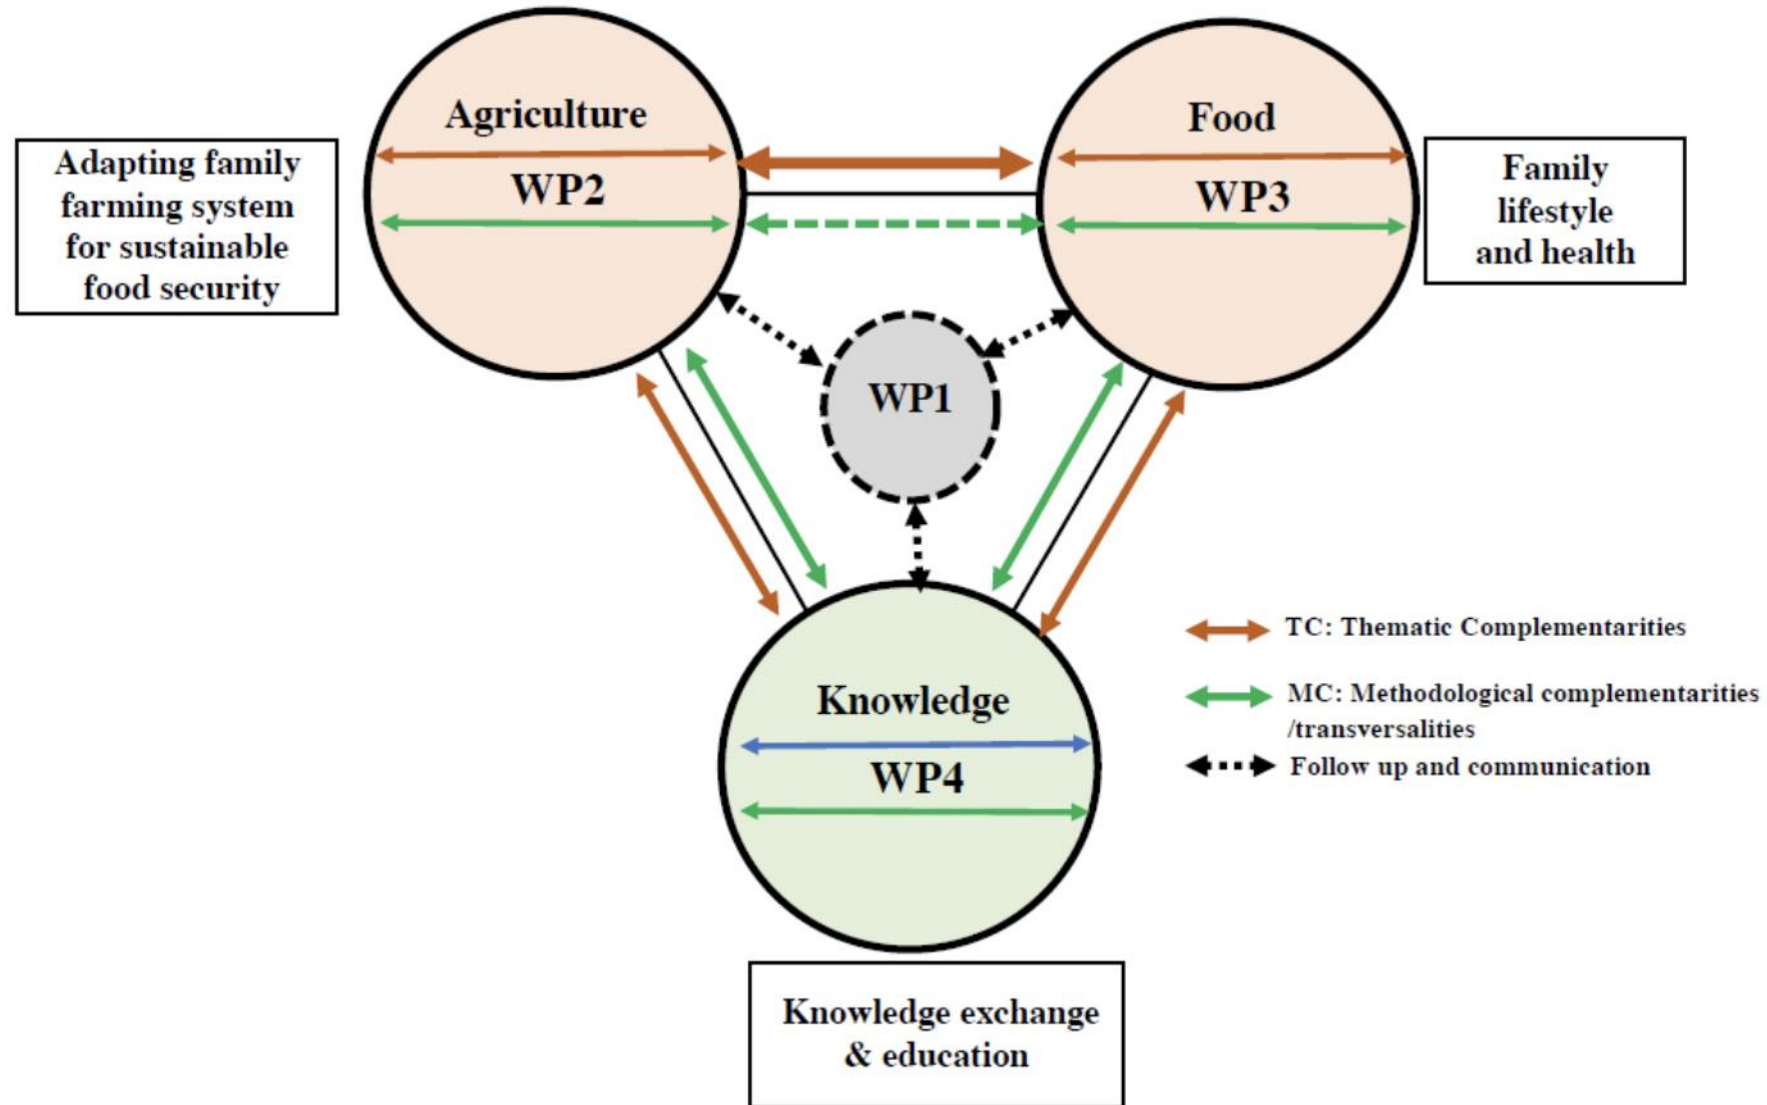 Agriculture
WP2
Food
WP3
Adapting family
farming system
for sustainable
food security
Family
lifestyle
and health
WP1
Knowledge
WP4
TC: Thematic Complementarities
MC: Methodological complementarities
/transversalities
Follow up and communication
Knowledge exchange
& education